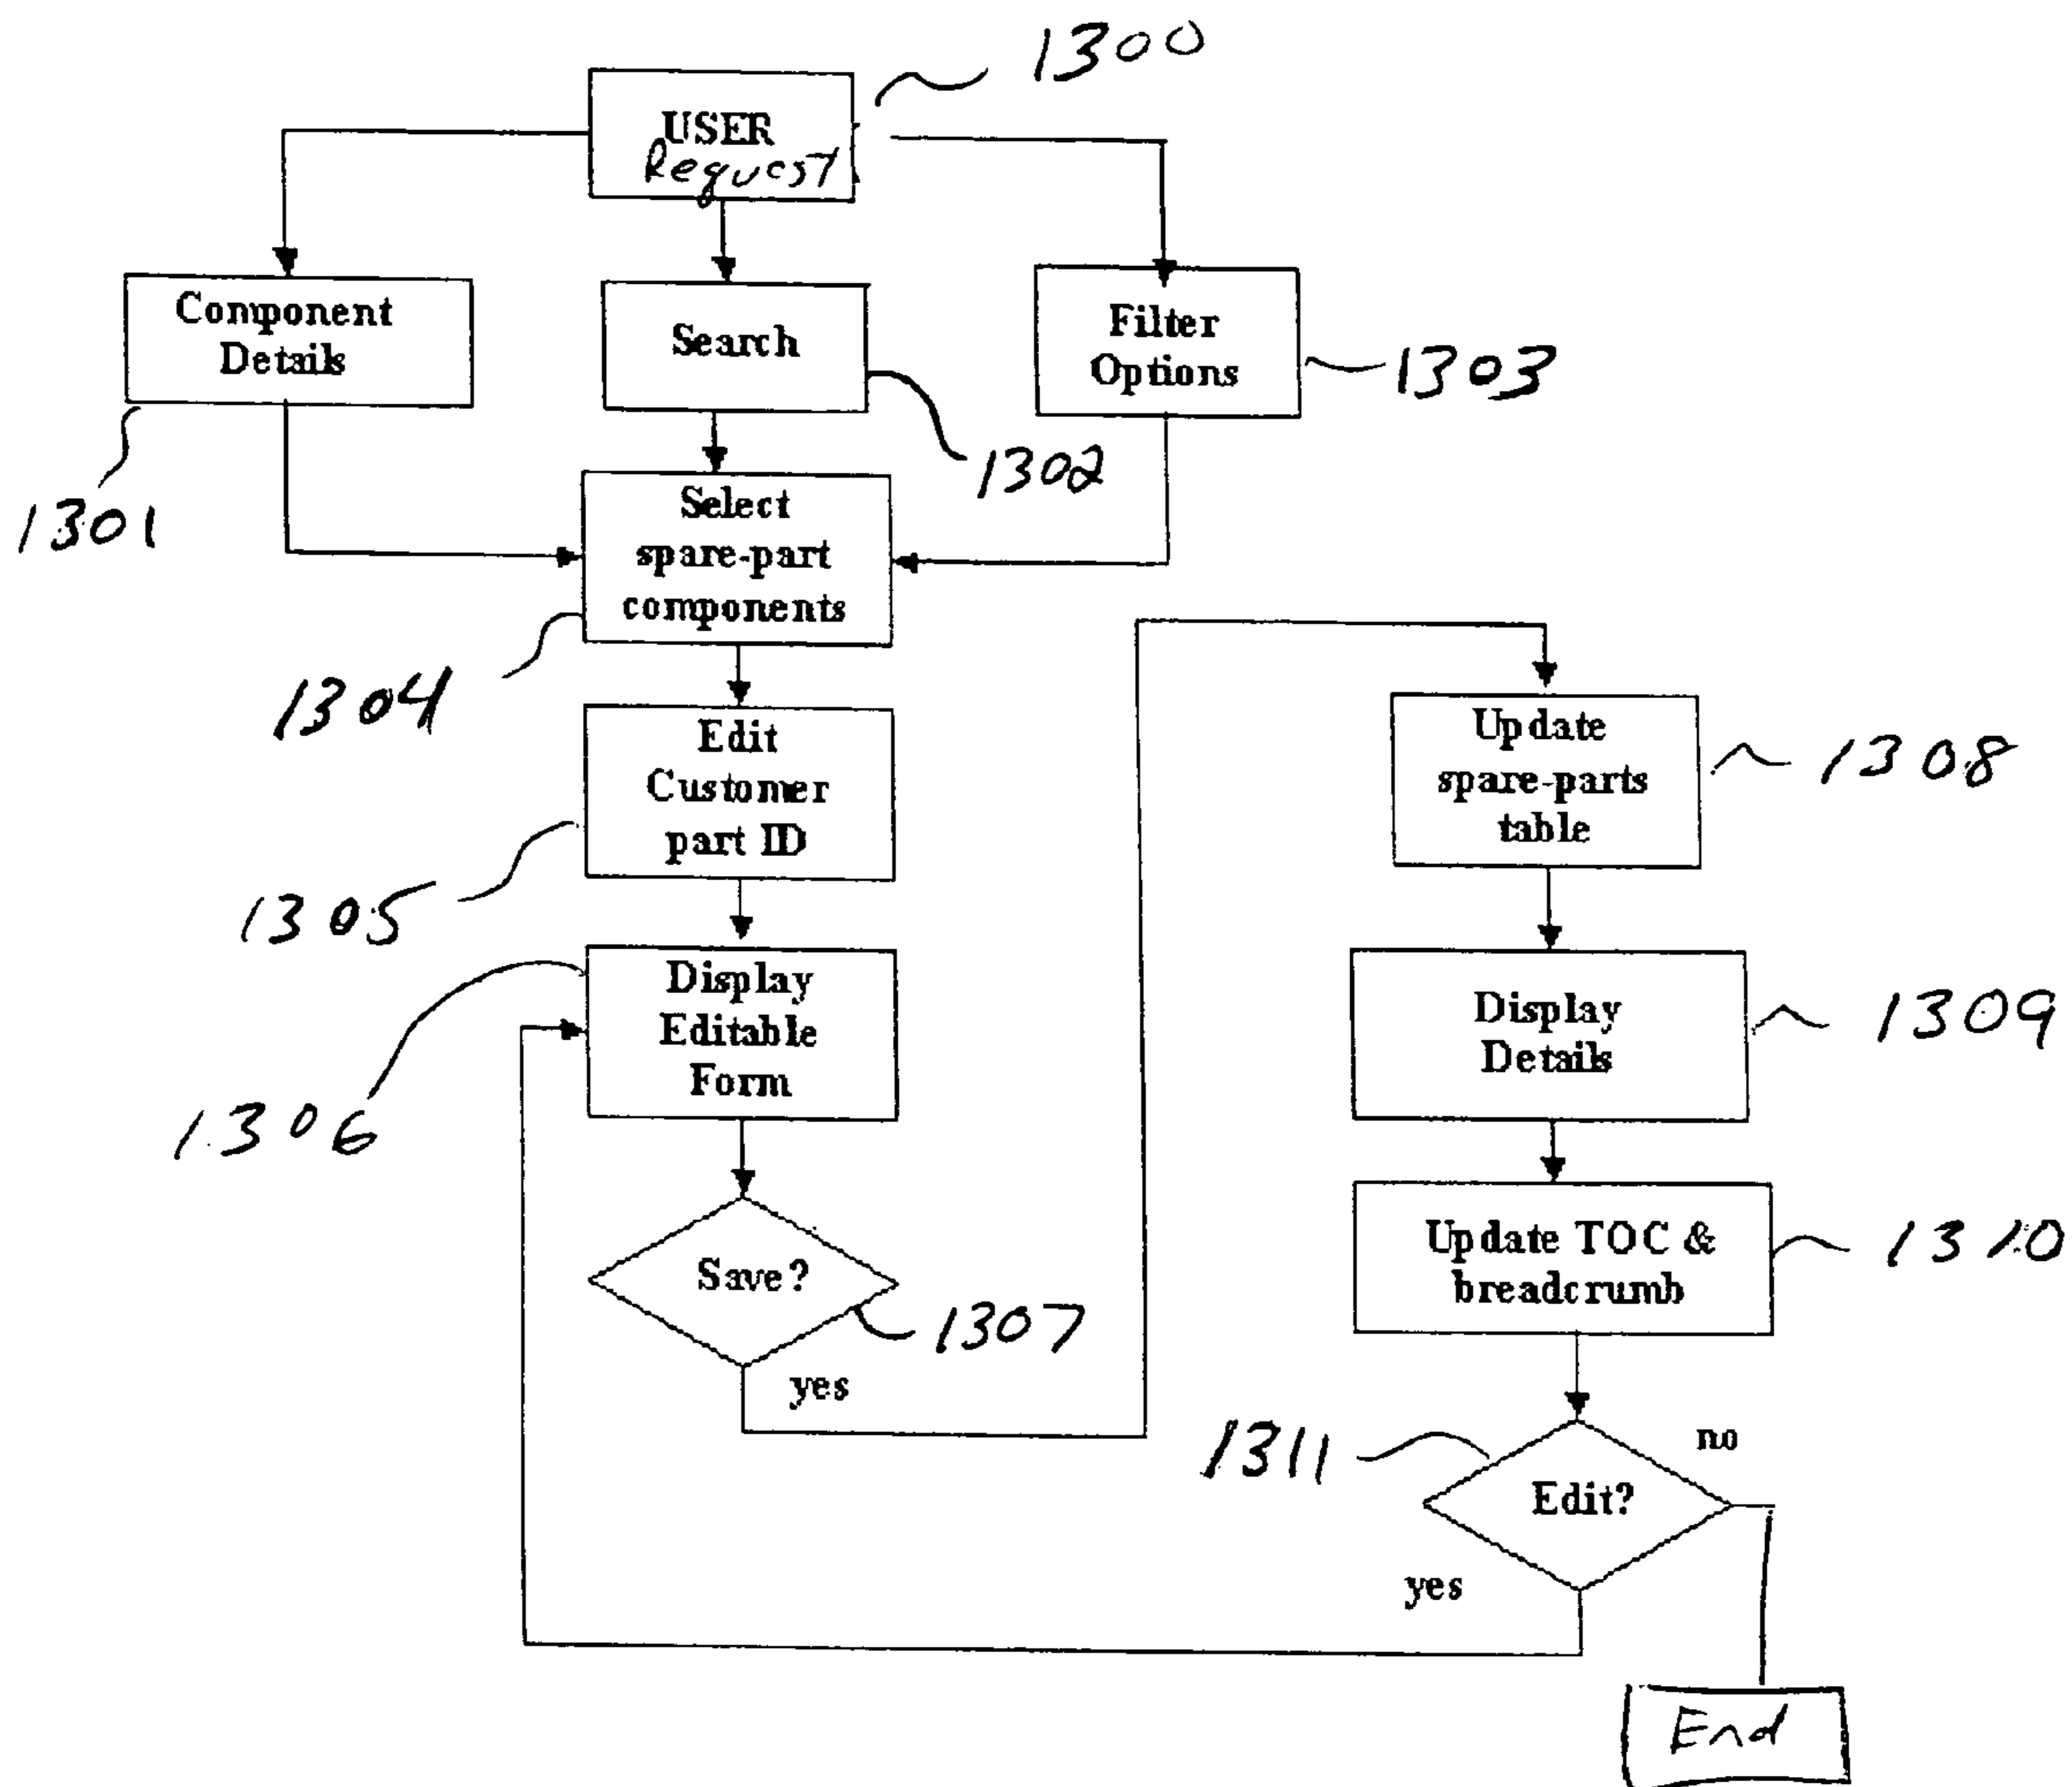 1300
USER
Request
Component
Details
Search
Filter
Options
1303
1302
1301
Select
spare-part
components
1304
Edit
Customer
part ID
1305
Display
Editable
Form
1306
Save?
1307
yes
Update
spare-parts
table
1308
Display
Details
1309
Update TOC &
breadcrumb
1310
1311
Edit?
no
yes
End